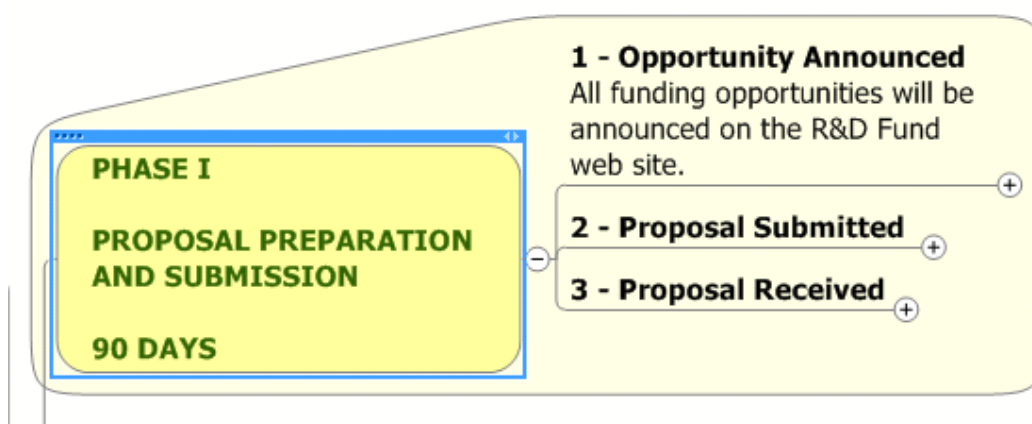 PHASE I
PROPOSAL PREPARATION
AND SUBMISSION
90 DAYS
1 - Opportunity Announced
All funding opportunities will be
announced on the R&D Fund
web site.
2 - Proposal Submitted
3 - Proposal Received